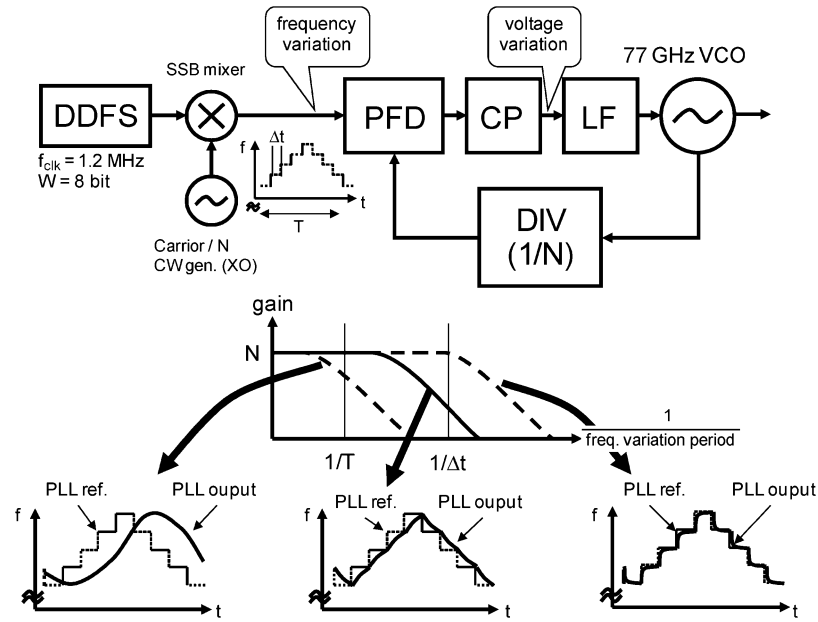 frequency
variation
voltage
variation
77 GHz VCO
SSB mixer
DDFS
PFD
CP
LF
f_clk = 1.2 MHz
W = 8 bit
f
Δt
t
T
Carrior / N
CW gen. (XO)
DIV
(1/N)
gain
N
1/T
1/Δt
1
freq. variation period
PLL ref.
PLL ouput
f
t
PLL ref.
PLL ouput
f
t
PLL ref.
PLL ouput
f
t